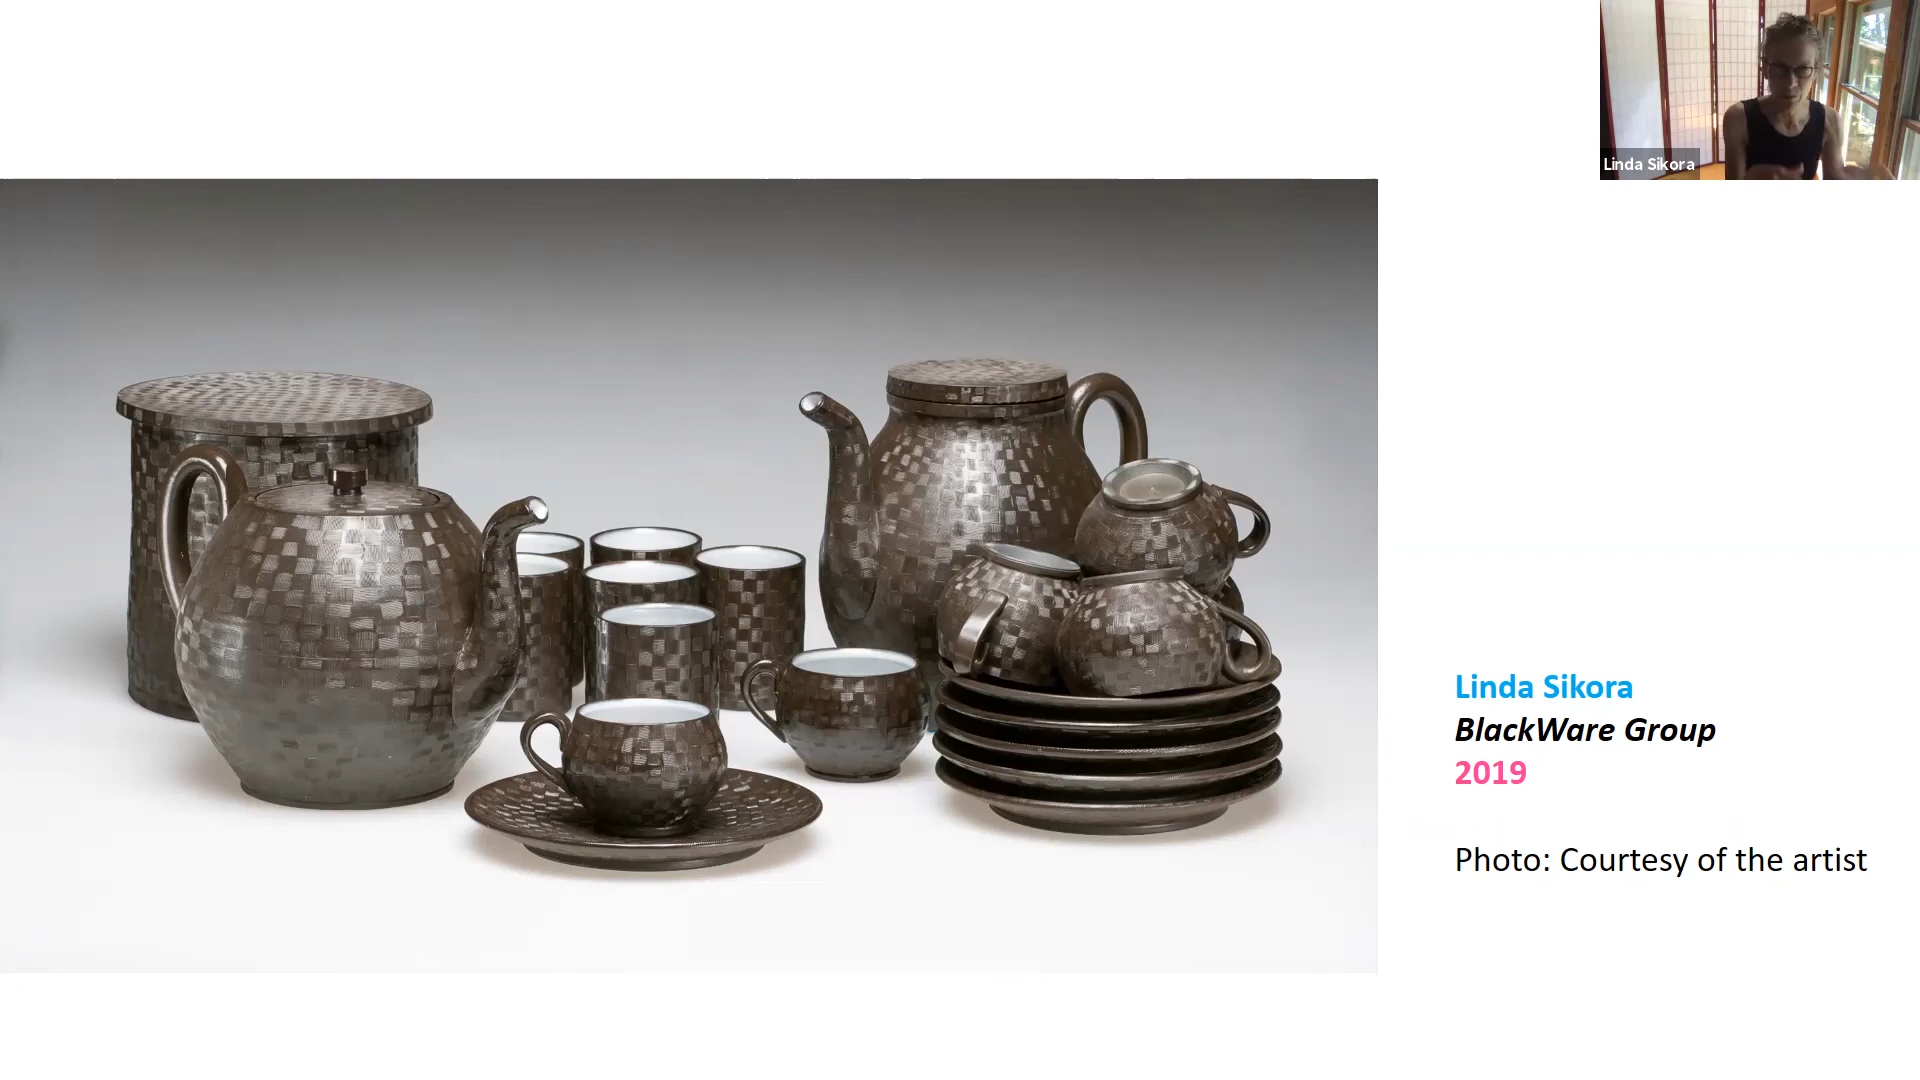 Linda Sikora
Linda Sikora
BlackWare Group
2019
Photo: Courtesy of the artist